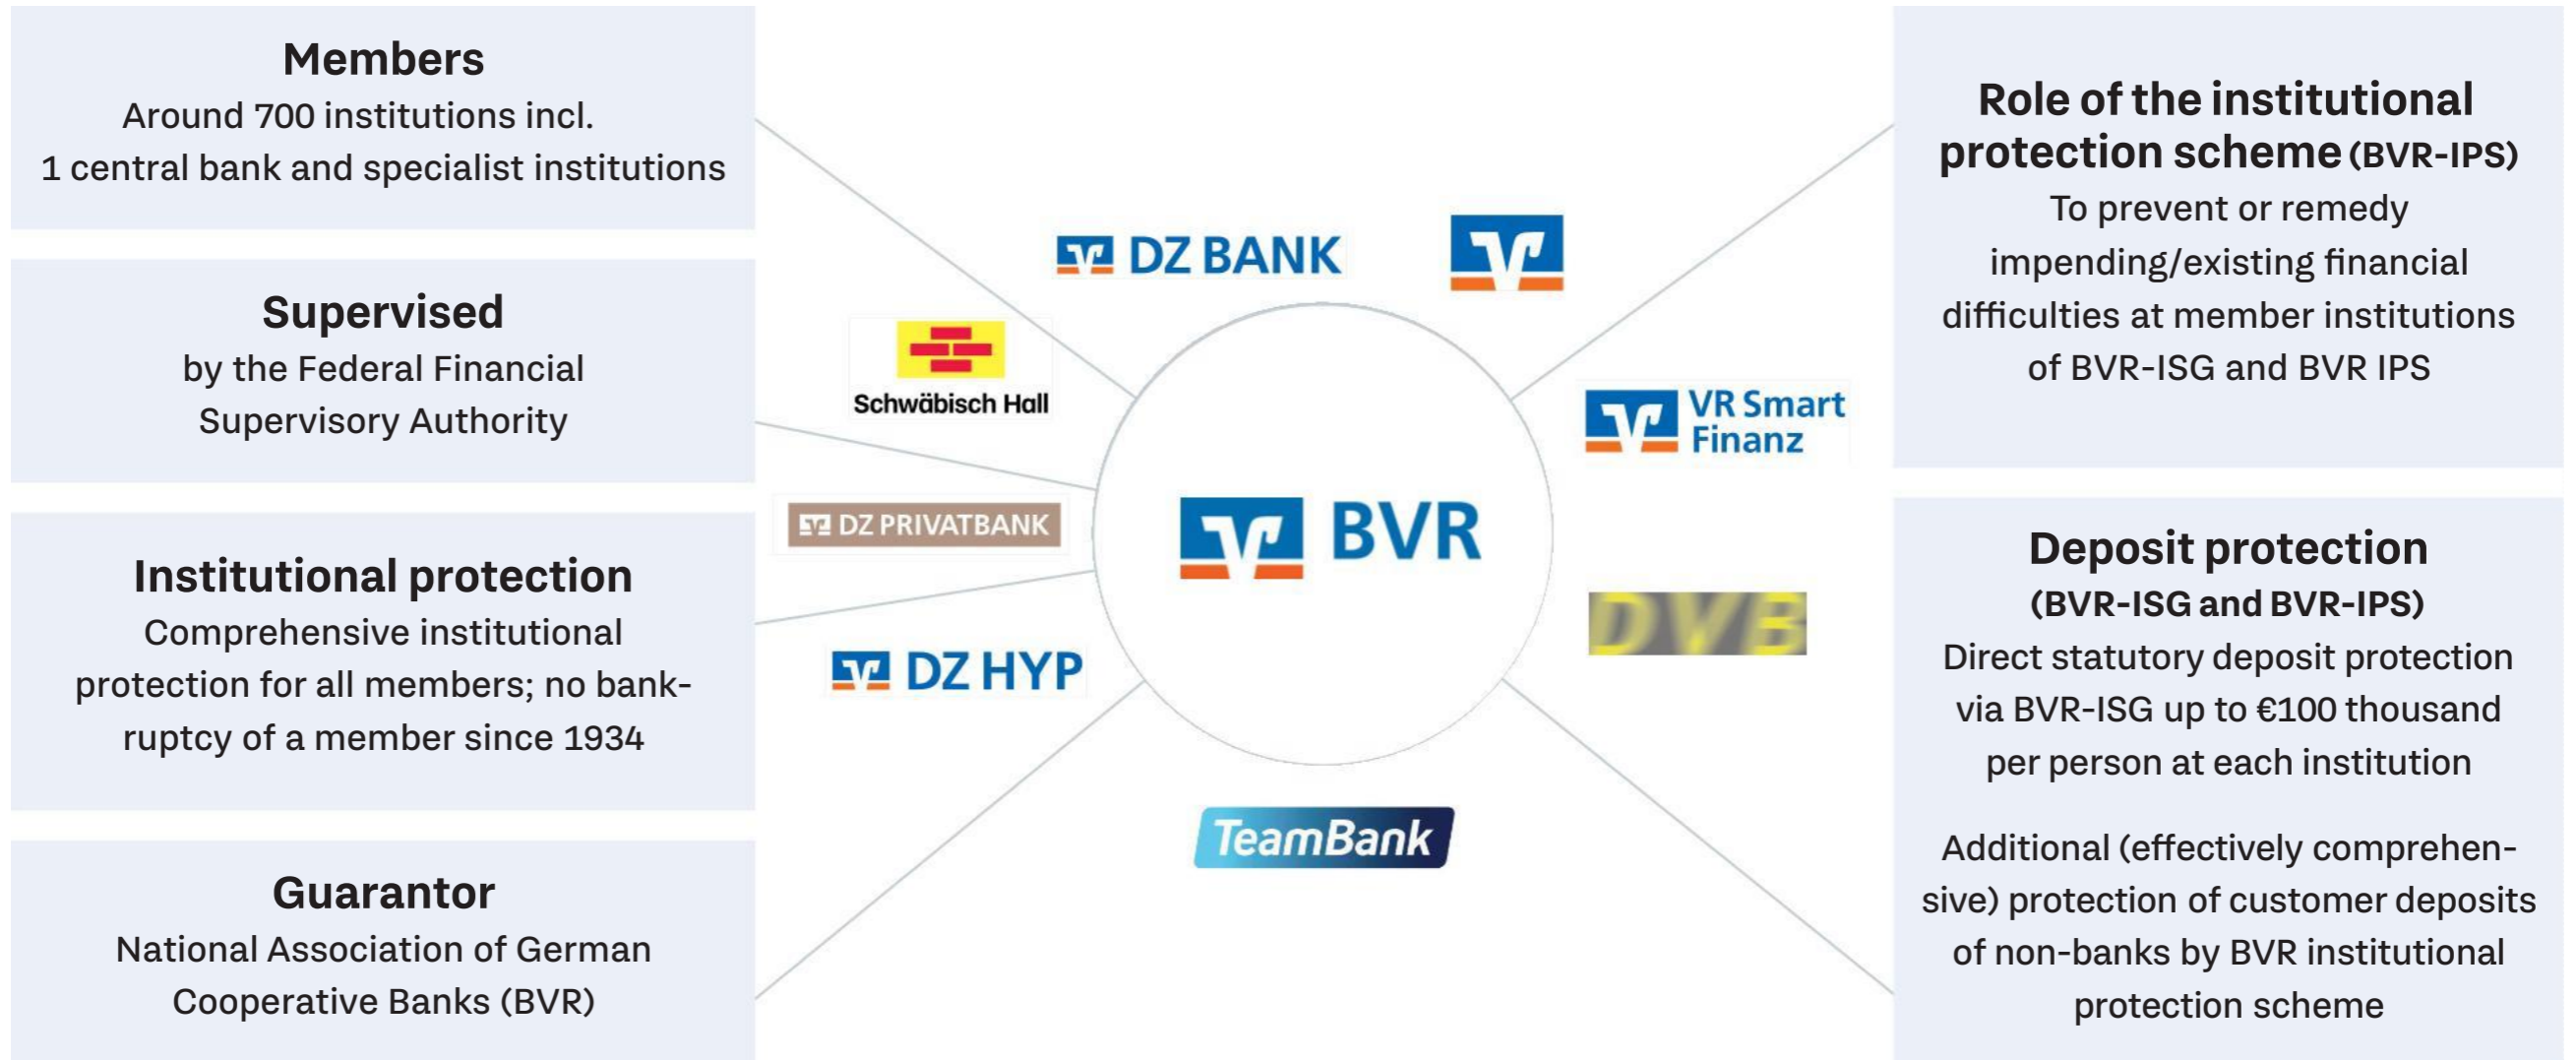 Members
Around 700 institutions incl.
1 central bank and specialist institutions
Supervised
by the Federal Financial
Supervisory Authority
Institutional protection
Comprehensive institutional
protection for all members; no bank-
ruptcy of a member since 1934
Guarantor
National Association of German
Cooperative Banks (BVR)
DZ BANK
Schwäbisch Hall
DZ PRIVATBANK
DZ HYP
BVR
VR Smart
Finanz
DVB
TeamBank
Role of the institutional
protection scheme (BVR-IPS)
To prevent or remedy
impending/existing financial
difficulties at member institutions
of BVR-ISG and BVR IPS
Deposit protection
(BVR-ISG and BVR-IPS)
Direct statutory deposit protection
via BVR-ISG up to €100 thousand
per person at each institution
Additional (effectively comprehen-
sive) protection of customer deposits
of non-banks by BVR institutional
protection scheme